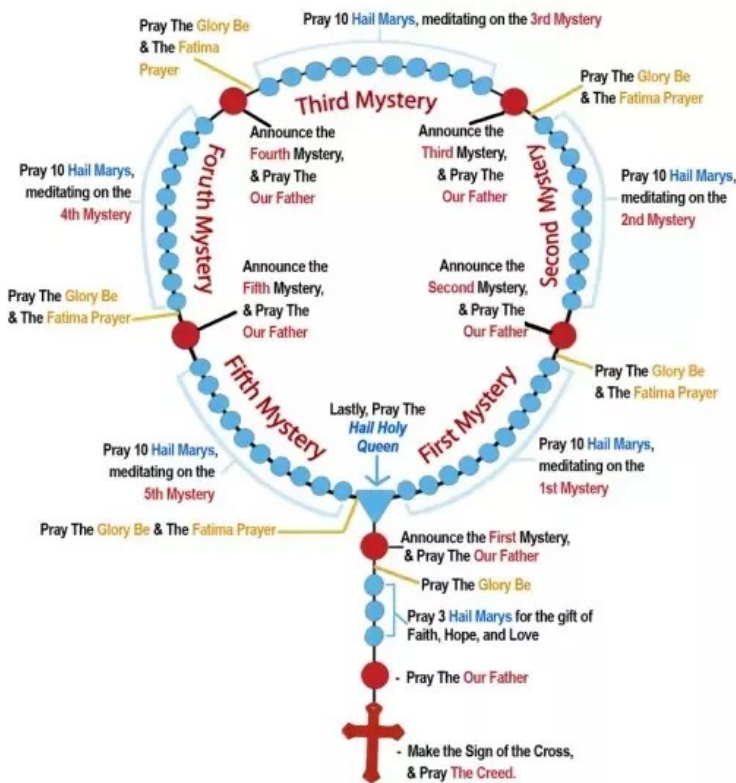 Pray The Glory Be
& The Fatima
Prayer
Pray 10 Hail Marys, meditating on the 3rd Mystery
Pray The Glory Be
& The Fatima Prayer
Third Mystery
Announce the
Fourth Mystery,
& Pray The
Our Father
Announce the
Third Mystery,
& Pray The
Our Father
Pray 10 Hail Marys,
meditating on the
4th Mystery
Foruth Mystery
Second Mystery
Pray 10 Hail Marys,
meditating on the
2nd Mystery
Pray The Glory Be
& The Fatima Prayer
Announce the
Fifth Mystery,
& Pray The
Our Father
Announce the
Second Mystery,
& Pray The
Our Father
Pray The Glory Be
& The Fatima Prayer
Fifth Mystery
Lastly, Pray The
Hail Holy
Queen
First Mystery
Pray 10 Hail Marys,
meditating on the
5th Mystery
Pray 10 Hail Marys,
meditating on the
1st Mystery
Pray The Glory Be & The Fatima Prayer
Announce the First Mystery,
& Pray The Our Father
Pray The Glory Be
Pray 3 Hail Marys for the gift of
Faith, Hope, and Love
- Pray The Our Father
- Make the Sign of the Cross,
& Pray The Creed.